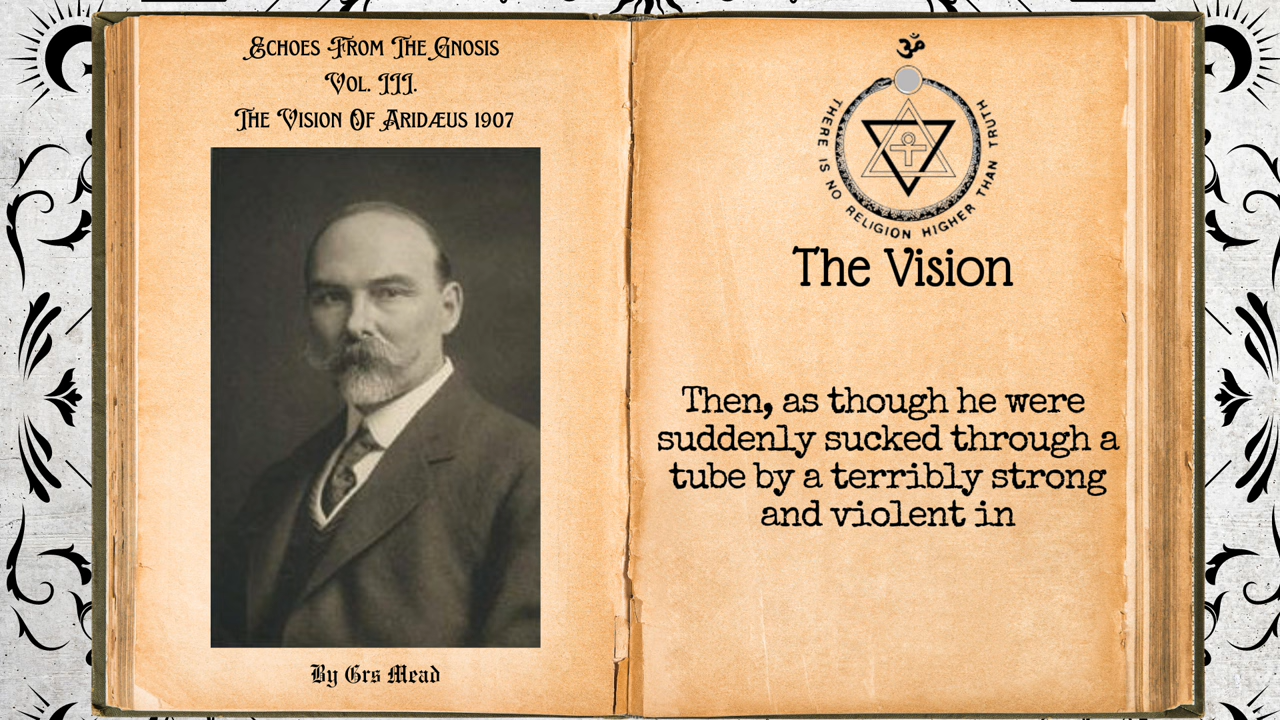 Echoes From The Gnosis
Vol. III.
The Vision Of Aridæus 1907
By Grs Mead
ॐ
THERE IS NO RELIGION HIGHER THAN TRUTH
The Vision
Then, as though he were
suddenly sucked through a
tube by a terribly strong
and violent in